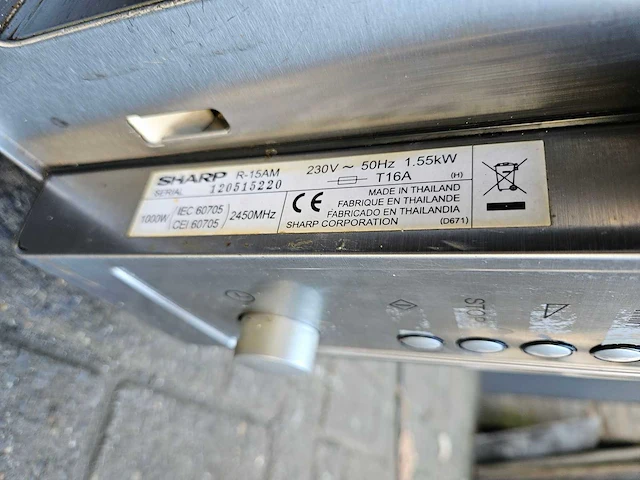 SHARP R-15AM 230V ~ 50Hz 1.55kW
SERIAL 120515220 T16A (H)
1000W (IEC 60705 CEI 60705) 2450MHz
CE
MADE IN THAILAND
FABRIQUE EN THAILANDE
FABRICADO EN THAILANDIA
SHARP CORPORATION (D671)
STOP